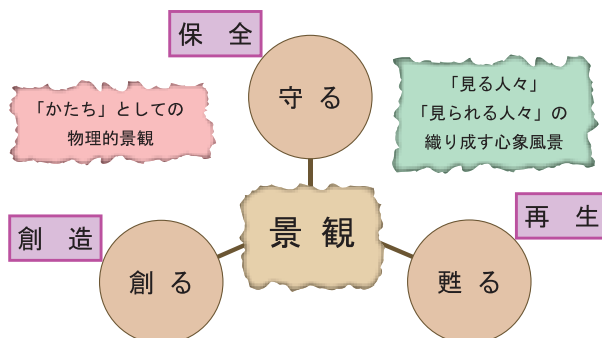 保　全
守　る
「かたち」としての
物理的景観
「見る人々」
「見られる人々」の
織り成す心象風景
景　観
創　造
創　る
再　生
甦　る